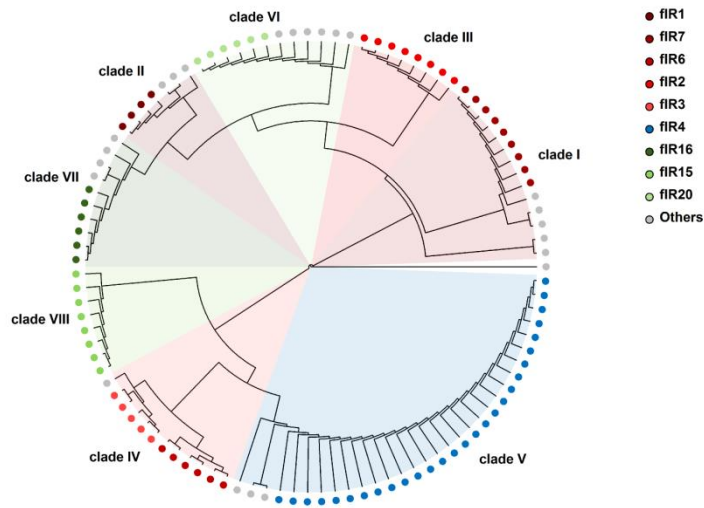 clade VI
clade III
clade II
clade I
clade VII
clade VIII
clade IV
clade V
fIR1
fIR7
fIR6
fIR2
fIR3
fIR4
fIR16
fIR15
fIR20
Others